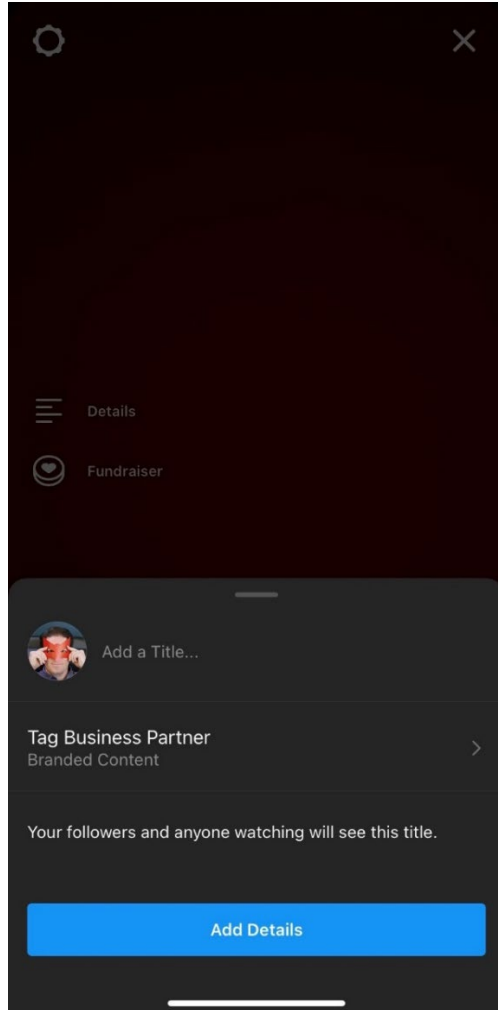 Details
Fundraiser
Add a Title...
Tag Business Partner
Branded Content
Your followers and anyone watching will see this title.
Add Details